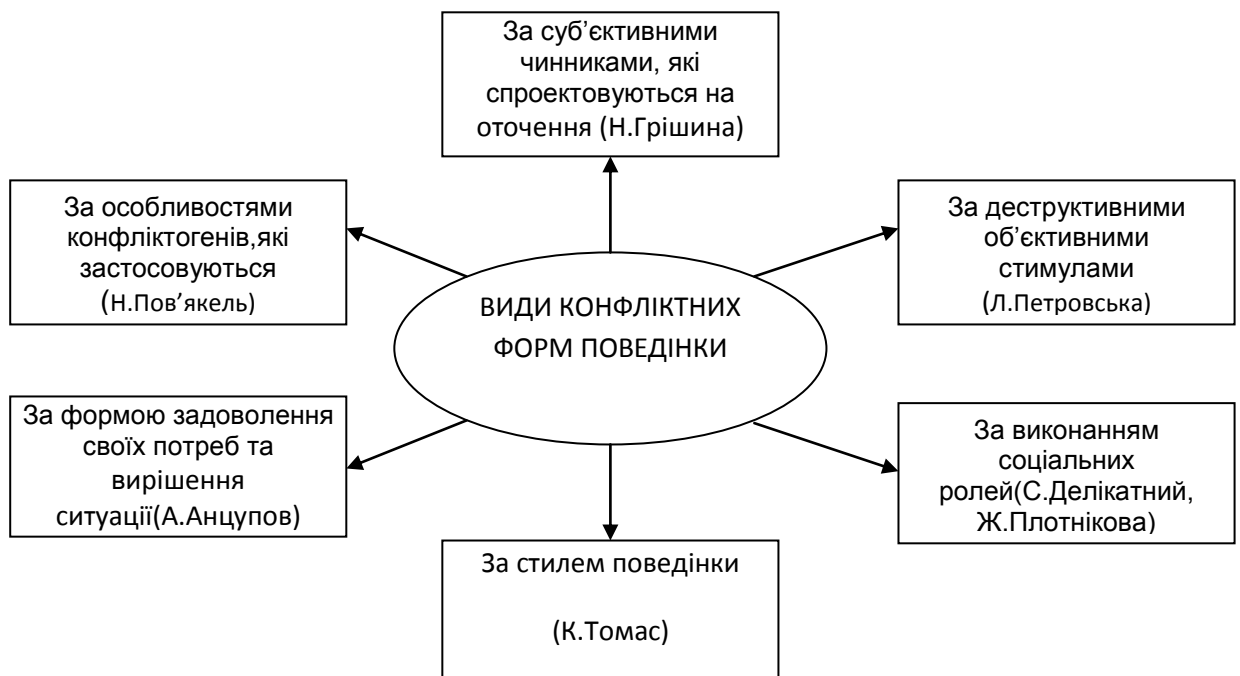 За суб’єктивними
чинниками, які
спроектовуються на
оточення (Н.Грішина)
За особливостями
конфліктогенів,які
застосовуються
(Н.Пов’якель)
За деструктивними
об’єктивними
стимулами
(Л.Петровська)
ВИДИ КОНФЛІКТНИХ
ФОРМ ПОВЕДІНКИ
За формою задоволення
своїх потреб та
вирішення
ситуації(А.Анцупов)
За виконанням
соціальних
ролей(С.Делікатний,
Ж.Плотнікова)
За стилем поведінки
(К.Томас)